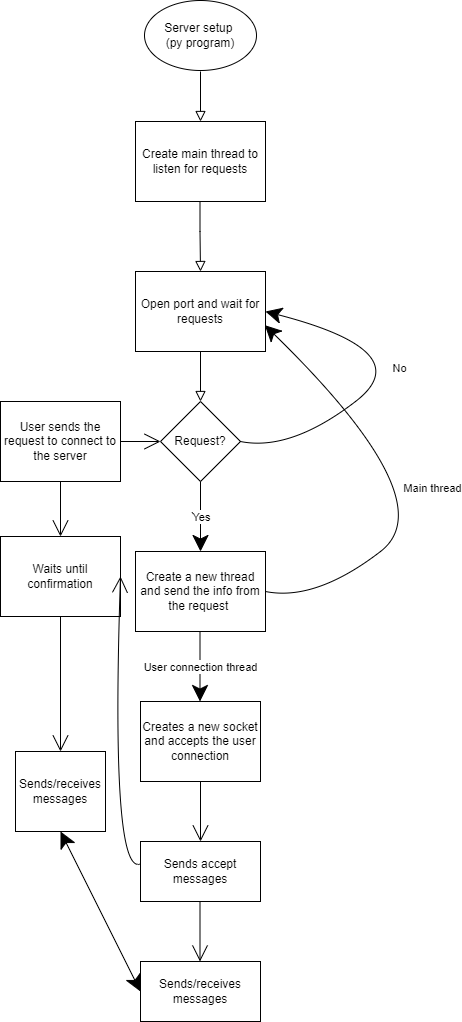 Server setup
(py program)
Create main thread to
listen for requests
Open port and wait for
requests
No
User sends the
request to connect to
the server
Request?
Main thread
Yes
Waits until
confirmation
Create a new thread
and send the info from
the request
User connection thread
Creates a new socket
and accepts the user
connection
Sends/receives
messages
Sends accept
messages
Sends/receives
messages